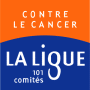 CONTRE
LE CANCER
LA LIGUE
101
comités